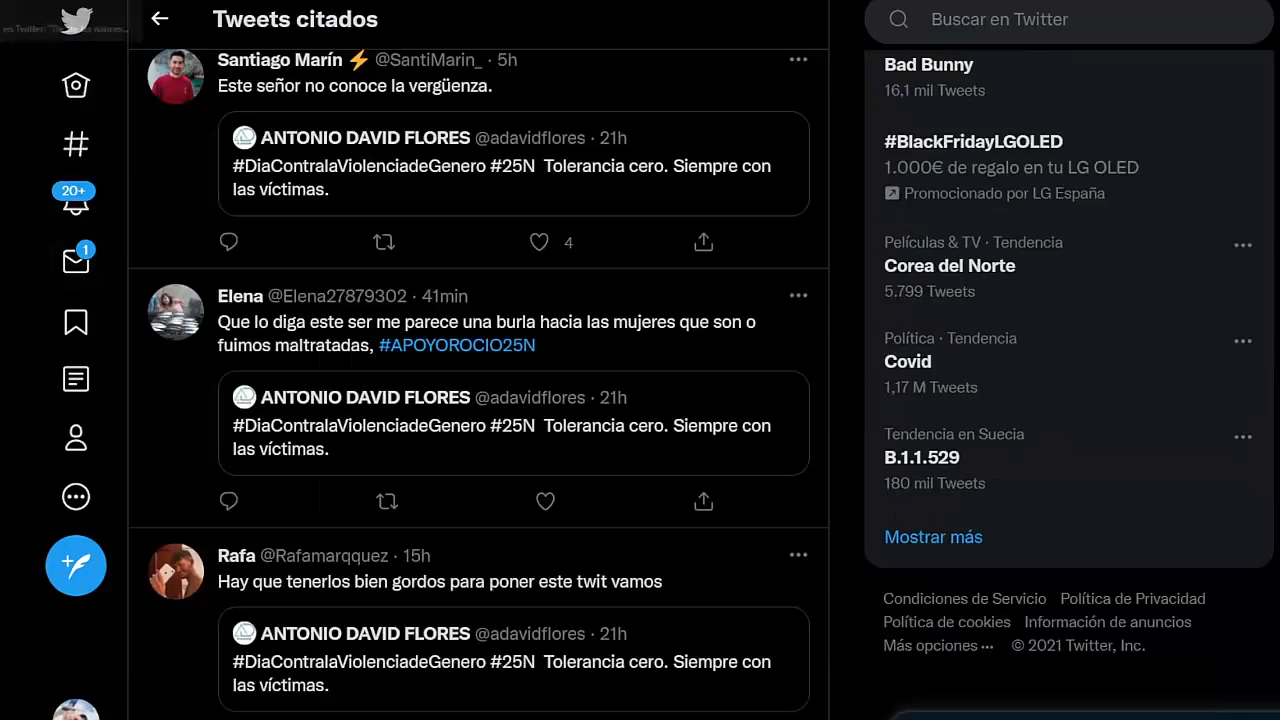 Tweets citados
Buscar en Twitter
20+
1
Santiago Marín ⚡ @SantiMarin_ · 5h
Este señor no conoce la vergüenza.
ANTONIO DAVID FLORES @adavidflores · 21h
#DiaContralaViolenciadeGenero #25N Tolerancia cero. Siempre con
las víctimas.
4
Elena @Elena27879302 · 41min
Que lo diga este ser me parece una burla hacia las mujeres que son o
fuimos maltratadas, #APOYOROCIO25N
ANTONIO DAVID FLORES @adavidflores · 21h
#DiaContralaViolenciadeGenero #25N Tolerancia cero. Siempre con
las víctimas.
Rafa @Rafamarqquez · 15h
Hay que tenerlos bien gordos para poner este twit vamos
ANTONIO DAVID FLORES @adavidflores · 21h
#DiaContralaViolenciadeGenero #25N Tolerancia cero. Siempre con
las víctimas.
Bad Bunny
16,1 mil Tweets
#BlackFridayLGOLED
1.000€ de regalo en tu LG OLED
Promocionado por LG España
Películas & TV · Tendencia
Corea del Norte
5.799 Tweets
Política · Tendencia
Covid
1,17 M Tweets
Tendencia en Suecia
B.1.1.529
180 mil Tweets
Mostrar más
Condiciones de Servicio Política de Privacidad
Política de cookies Información de anuncios
Más opciones ··· © 2021 Twitter, Inc.